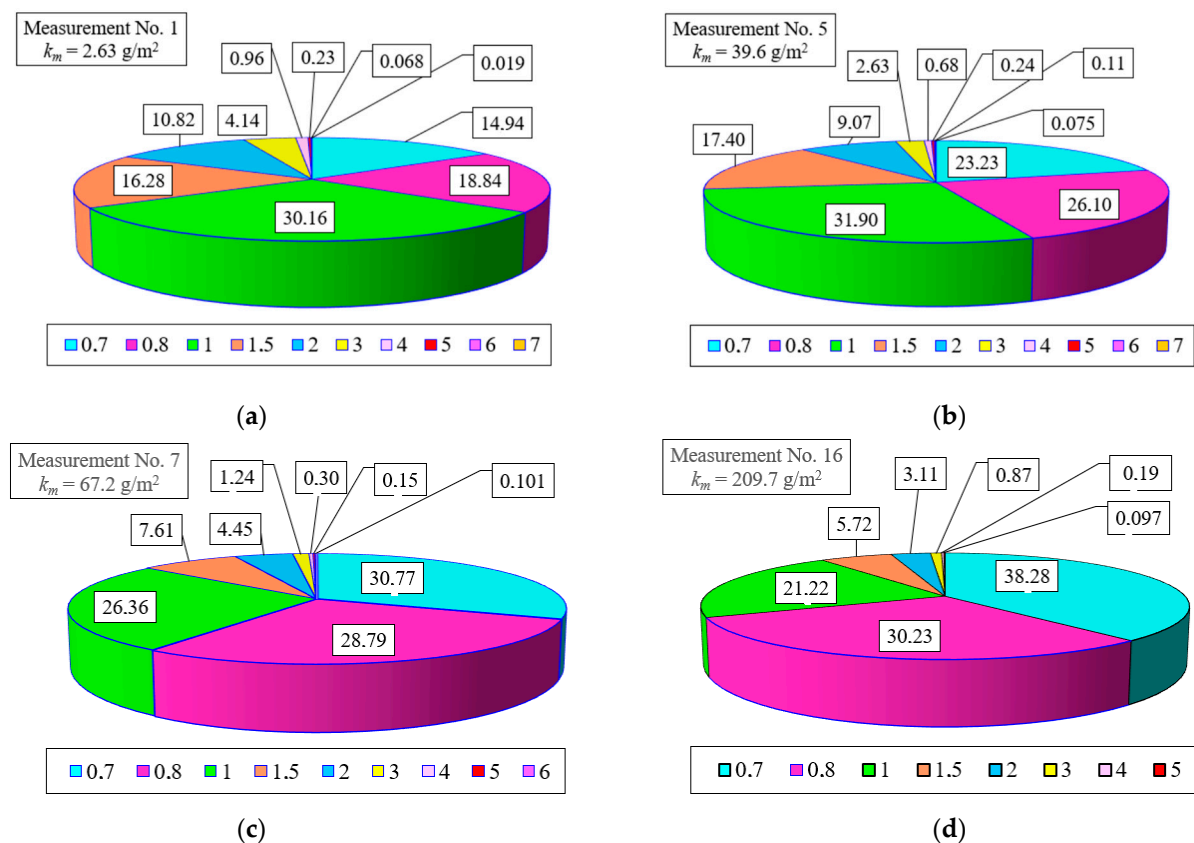 Measurement No. 1
km = 2.63 g/m²
0.96
0.23
0.068
0.019
10.82
4.14
14.94
16.28
18.84
30.16
0.7 0.8 1 1.5 2 3 4 5 6 7
(a)
Measurement No. 5
km = 39.6 g/m²
2.63
0.68
0.24
0.11
17.40
9.07
0.075
23.23
26.10
31.90
0.7 0.8 1 1.5 2 3 4 5 6 7
(b)
Measurement No. 7
km = 67.2 g/m²
1.24
0.30
0.15
0.101
7.61
4.45
30.77
26.36
28.79
0.7 0.8 1 1.5 2 3 4 5 6
(c)
Measurement No. 16
km = 209.7 g/m²
3.11
0.87
0.19
5.72
0.097
38.28
21.22
30.23
0.7 0.8 1 1.5 2 3 4 5
(d)